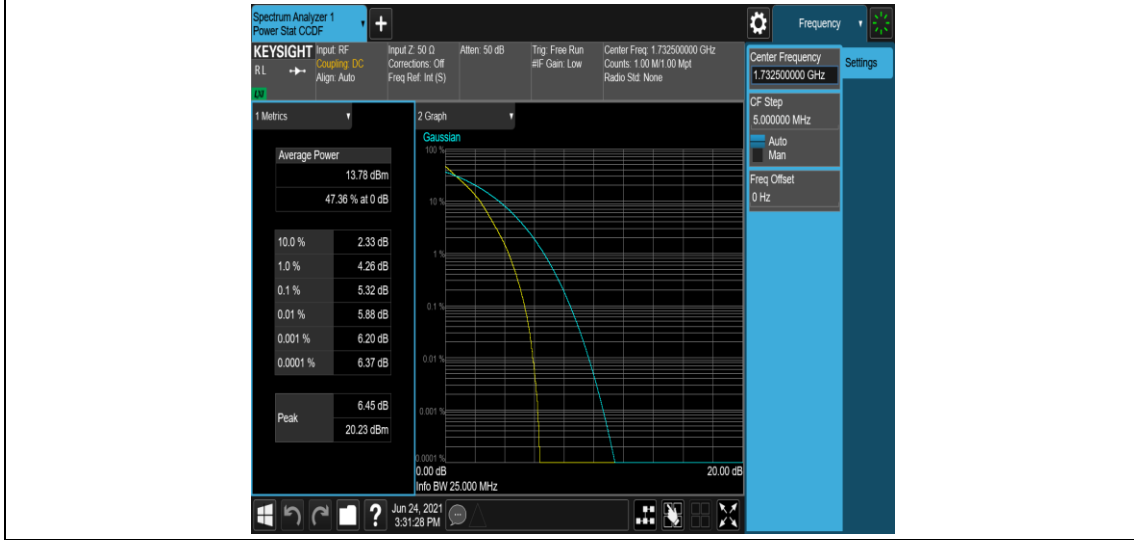 Spectrum Analyzer 1
Power Stat CCDF
+
Frequency
KEYSIGHT
RL
LXI
Input: RF
Coupling: DC
Align: Auto
Input Z: 50 Ω
Corrections: Off
Freq Ref: Int (S)
Atten: 50 dB
Trig: Free Run
#IF Gain: Low
Center Freq: 1.732500000 GHz
Counts: 1.00 M/1.00 Mpt
Radio Std: None
Center Frequency
1.732500000 GHz
Settings
CF Step
5.000000 MHz
Auto
Man
Freq Offset
0 Hz
1 Metrics
Average Power
13.78 dBm
47.36 % at 0 dB
10.0 % 2.33 dB
1.0 % 4.26 dB
0.1 % 5.32 dB
0.01 % 5.88 dB
0.001 % 6.20 dB
0.0001 % 6.37 dB
Peak 6.45 dB
20.23 dBm
2 Graph
Gaussian
100 %
10 %
1 %
0.1 %
0.01 %
0.001 %
0.0001 %
0.00 dB 20.00 dB
Info BW 25.000 MHz
?
Jun 24, 2021
3:31:28 PM